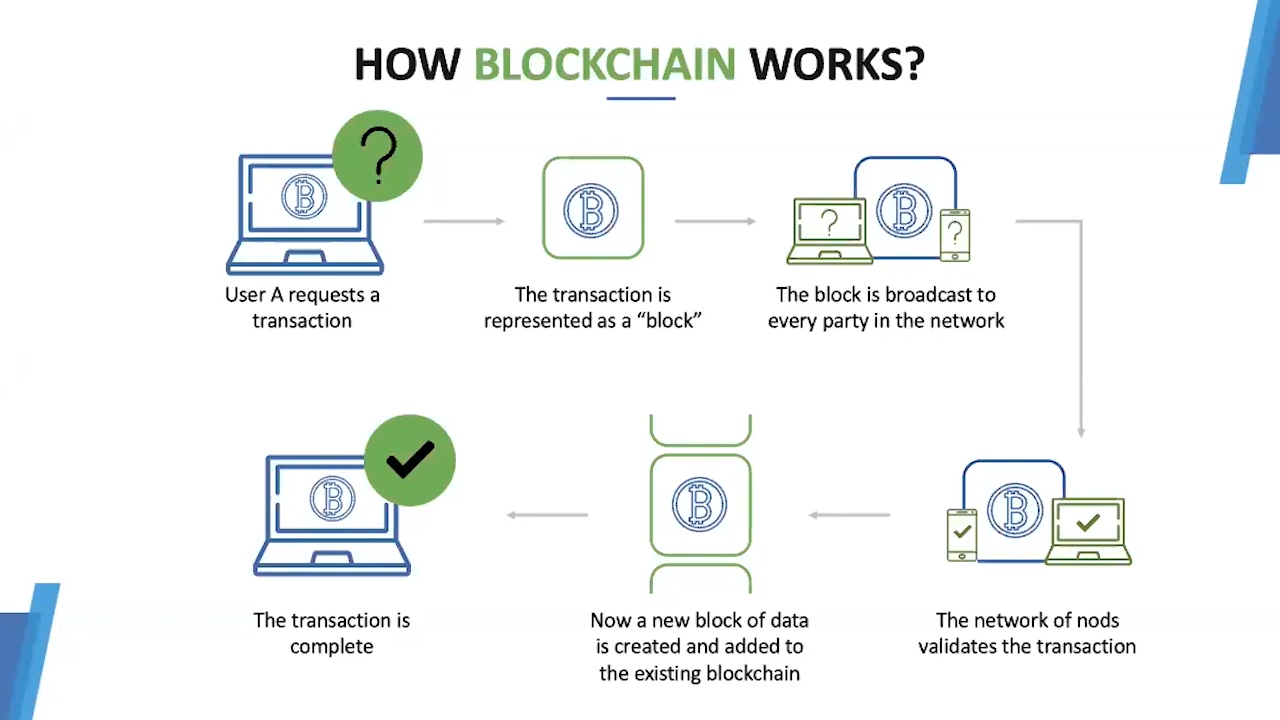 HOW BLOCKCHAIN WORKS?
User A requests a
transaction
The transaction is
represented as a “block”
The block is broadcast to
every party in the network
The network of nods
validates the transaction
Now a new block of data
is created and added to
the existing blockchain
The transaction is
complete